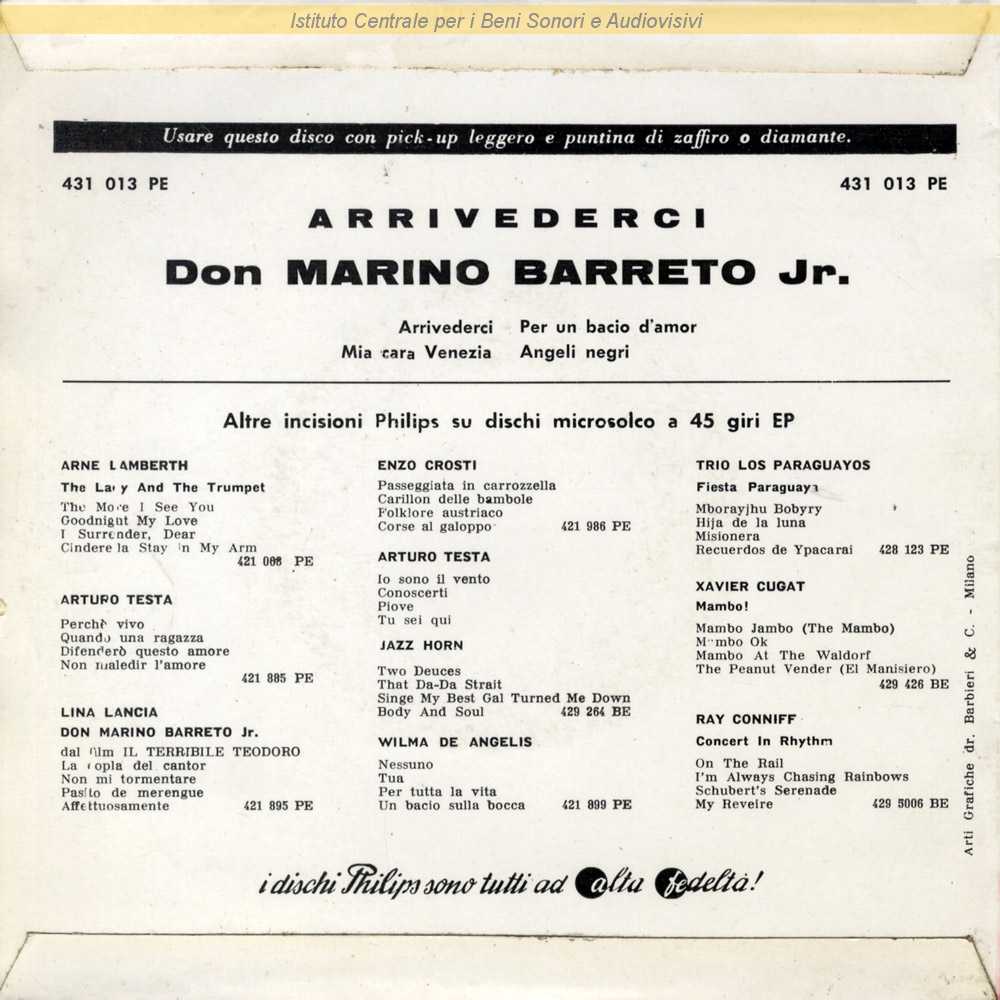 Istituto Centrale per i Beni Sonori e Audiovisivi
Usare questo disco con pick-up leggero e puntina di zaffiro o diamante.
431 013 PE
431 013 PE
ARRIVEDERCI
Don MARINO BARRETO Jr.
Arrivederci Per un bacio d'amor
Mia cara Venezia Angeli negri
Altre incisioni Philips su dischi microsolco a 45 giri EP
ARNE LAMBERTH
The Lady And The Trumpet
The More I See You
Goodnight My Love
I Surrender, Dear
Cinderella Stay In My Arm
421 008 PE
ARTURO TESTA
Perchè vivo
Quando una ragazza
Difenderò questo amore
Non maledir l'amore
421 885 PE
LINA LANCIA
DON MARINO BARRETO Jr.
dal film IL TERRIBILE TEODORO
La copla del cantor
Non mi tormentare
Pasito de merengue
Affettuosamente 421 895 PE
ENZO CROSTI
Passeggiata in carrozzella
Carillon delle bambole
Folklore austriaco
Corse al galoppo 421 986 PE
ARTURO TESTA
Io sono il vento
Conoscerti
Piove
Tu sei qui
JAZZ HORN
Two Deuces
That Da-Da Strait
Singe My Best Gal Turned Me Down
Body And Soul 429 264 BE
WILMA DE ANGELIS
Nessuno
Tua
Per tutta la vita
Un bacio sulla bocca 421 899 PE
TRIO LOS PARAGUAYOS
Fiesta Paraguaya
Mborayjhu Bobyry
Hija de la luna
Misionera
Recuerdos de Ypacarai 428 123 PE
XAVIER CUGAT
Mambo!
Mambo Jambo (The Mambo)
Mambo Ok
Mambo At The Waldorf
The Peanut Vender (El Manisiero)
429 426 BE
RAY CONNIFF
Concert In Rhythm
On The Rail
I'm Always Chasing Rainbows
Schubert's Serenade
My Reveire 429 5006 BE
Arti Grafiche dr. Barbieri & C. - Milano
i dischi Philips sono tutti ad alta fedeltà!